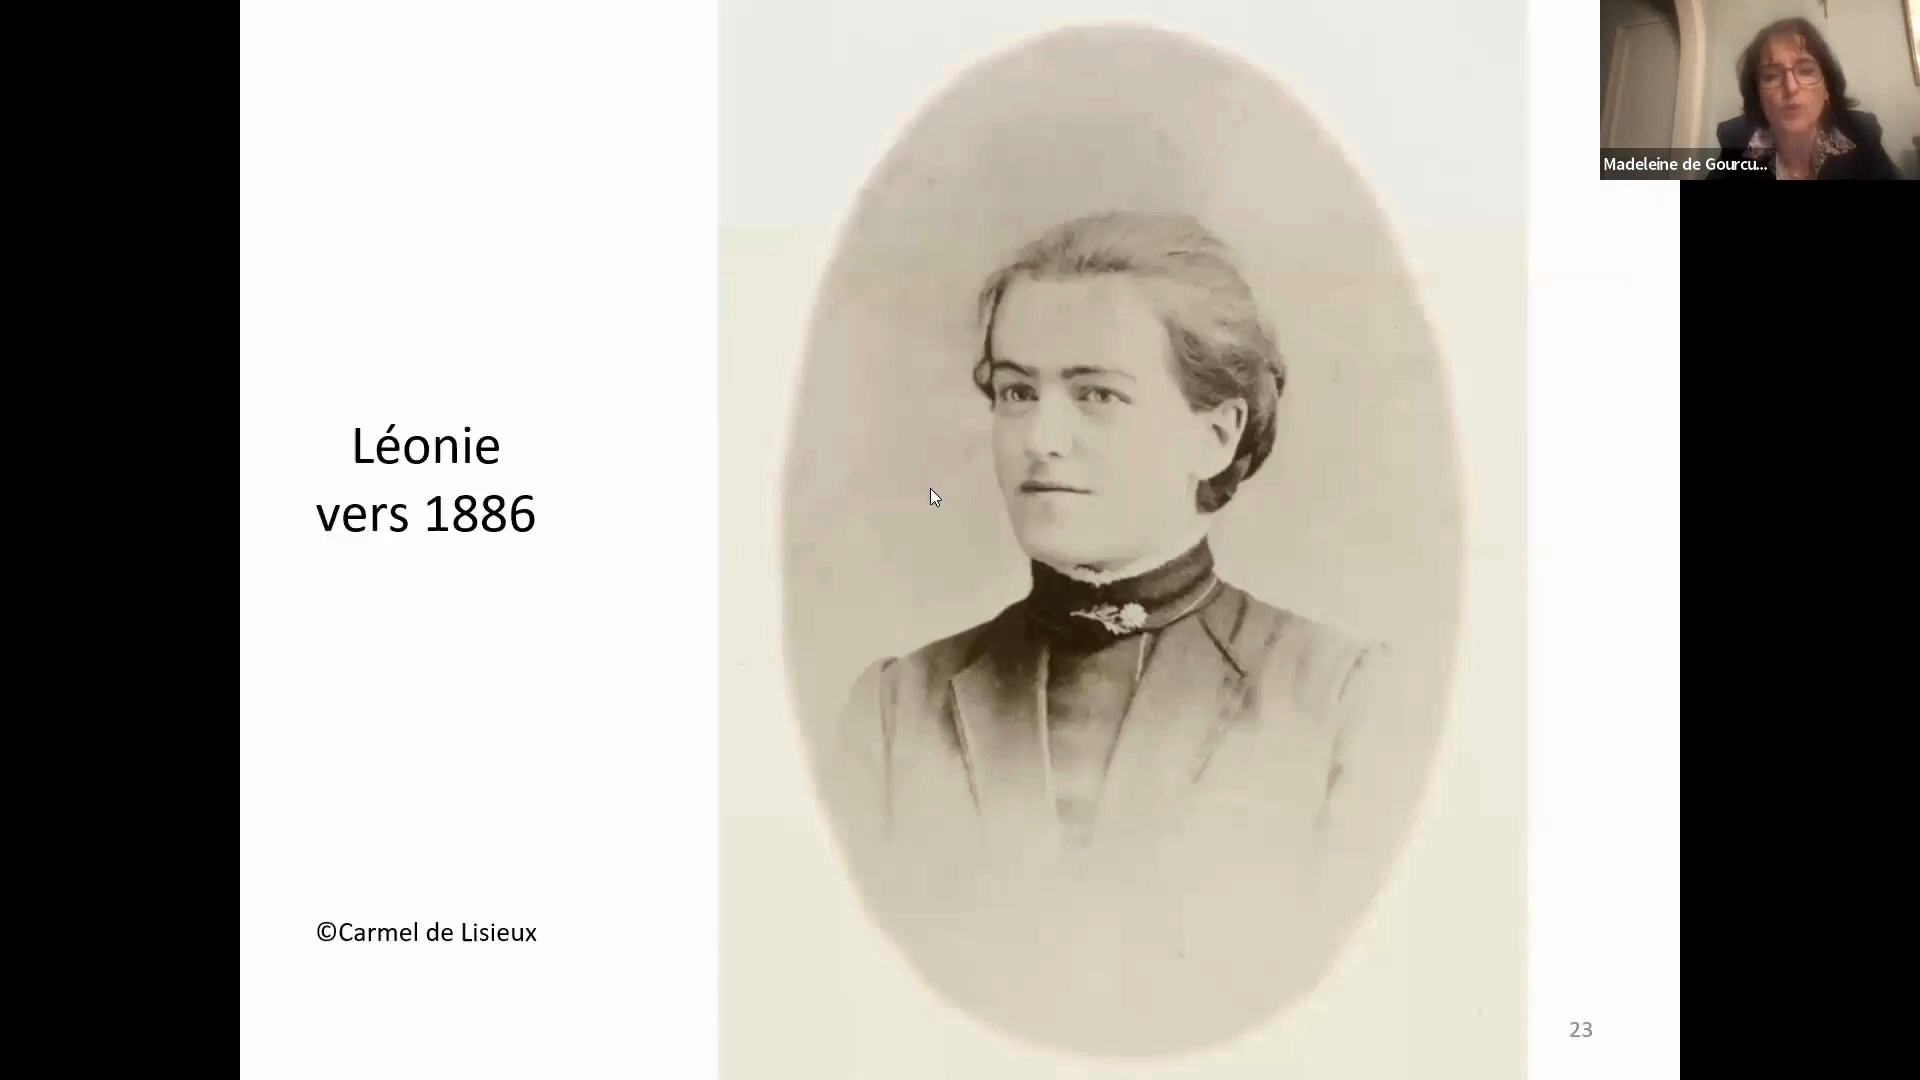 Madeleine de Gourcu...
Léonie
vers 1886
©Carmel de Lisieux
23